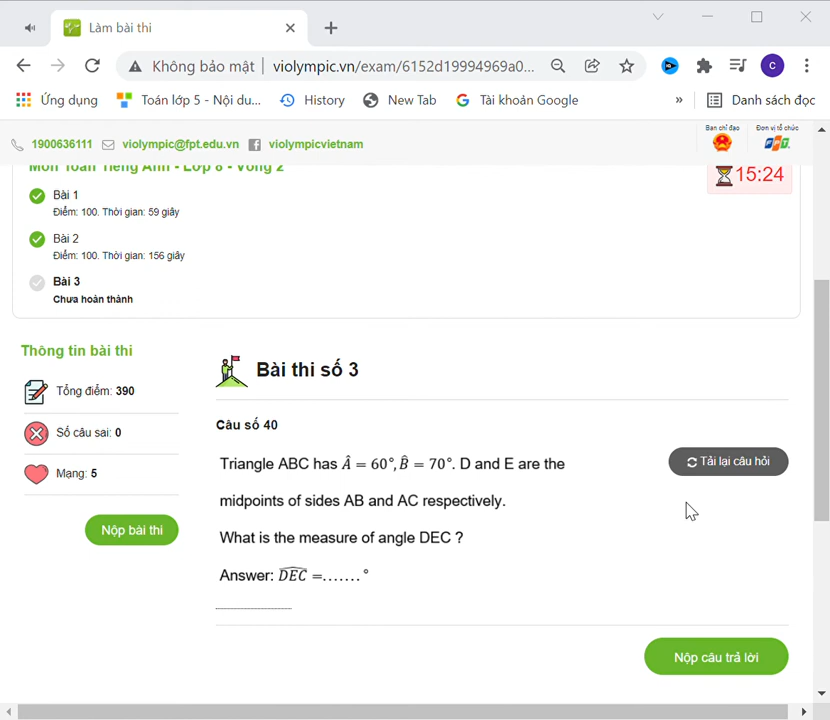 Làm bài thi
Không bảo mật | violympic.vn/exam/6152d19994969a0...
C
Ứng dụng
Toán lớp 5 - Nội du...
History
New Tab
Tài khoản Google
»
Danh sách đọc
1900636111
violympic@fpt.edu.vn
violympicvietnam
Ban chỉ đạo
Đơn vị tổ chức
FPT
Môn Toán Tiếng Anh - Lớp 8 - Vòng 2
15:24
Bài 1
Điểm: 100. Thời gian: 59 giây
Bài 2
Điểm: 100. Thời gian: 156 giây
Bài 3
Chưa hoàn thành
Thông tin bài thi
Tổng điểm: 390
Số câu sai: 0
Mạng: 5
Nộp bài thi
Bài thi số 3
Câu số 40
Triangle ABC has Â = 60°, B̂ = 70°. D and E are the
midpoints of sides AB and AC respectively.
What is the measure of angle DEC ?
Answer: \widehat{DEC} =....... °
Tải lại câu hỏi
Nộp câu trả lời